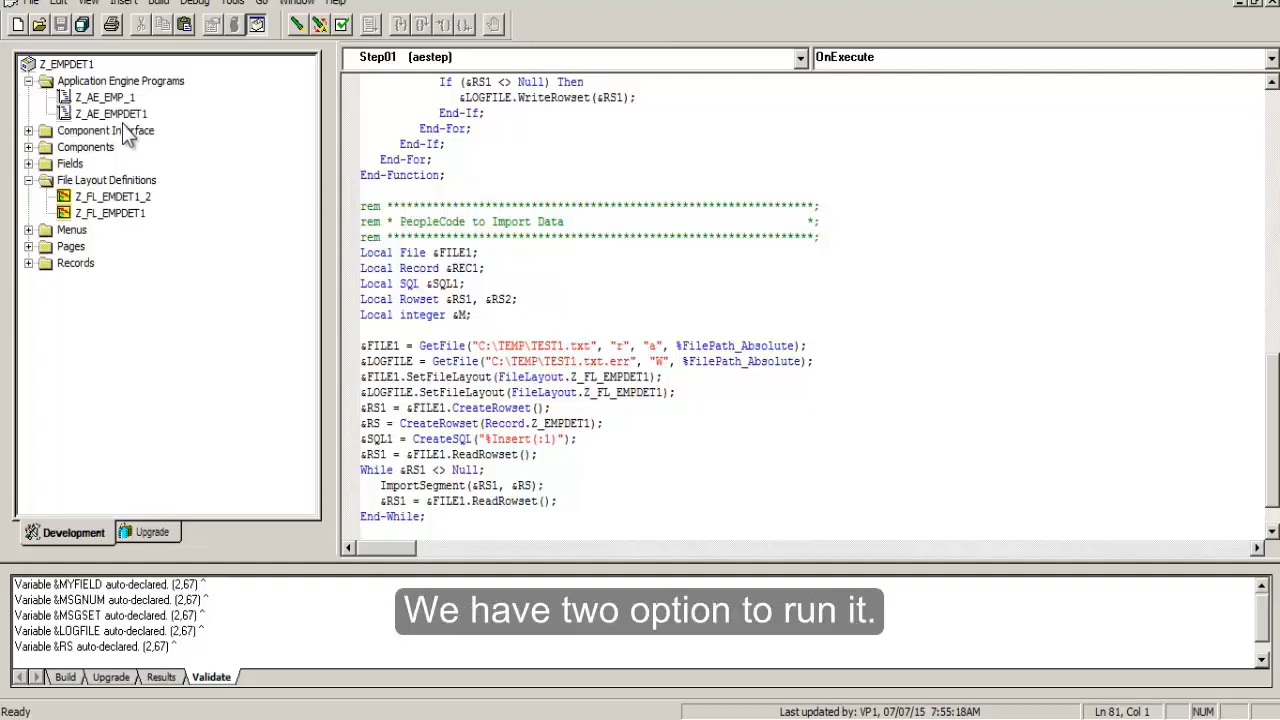 File Edit View Insert Build Debug Tools Go Window Help
Z_EMPDET1
Application Engine Programs
Z_AE_EMP_1
Z_AE_EMPDET1
Component Interface
Components
Fields
File Layout Definitions
Z_FL_EMDET1_2
Z_FL_EMPDET1
Menus
Pages
Records
Development
Upgrade
Step01 (aestep)
OnExecute
If (&RS1 <> Null) Then
&LOGFILE.WriteRowset(&RS1);
End-If;
End-For;
End-If;
End-For;
End-Function;
rem *****************************************************************;
rem * PeopleCode to Import Data *;
rem *****************************************************************;
Local File &FILE1;
Local Record &REC1;
Local SQL &SQL1;
Local Rowset &RS1, &RS2;
Local integer &M;
&FILE1 = GetFile("C:\TEMP\TEST1.txt", "r", "a", %FilePath_Absolute);
&LOGFILE = GetFile("C:\TEMP\TEST1.txt.err", "W", %FilePath_Absolute);
&FILE1.SetFileLayout(FileLayout.Z_FL_EMPDET1);
&LOGFILE.SetFileLayout(FileLayout.Z_FL_EMPDET1);
&RS1 = &FILE1.CreateRowset();
&RS = CreateRowset(Record.Z_EMPDET1);
&SQL1 = CreateSQL("%Insert(:1)");
&RS1 = &FILE1.ReadRowset();
While &RS1 <> Null;
ImportSegment(&RS1, &RS);
&RS1 = &FILE1.ReadRowset();
End-While;
Variable &MYFIELD auto-declared. (2,67) ^
Variable &MSGNUM auto-declared. (2,67) ^
Variable &MSGSET auto-declared. (2,67) ^
Variable &LOGFILE auto-declared. (2,67) ^
Variable &RS auto-declared. (2,67) ^
We have two option to run it.
Build Upgrade Results Validate
Ready
Last updated by: VP1, 07/07/15 7:55:18AM
Ln 81, Col 1
NUM